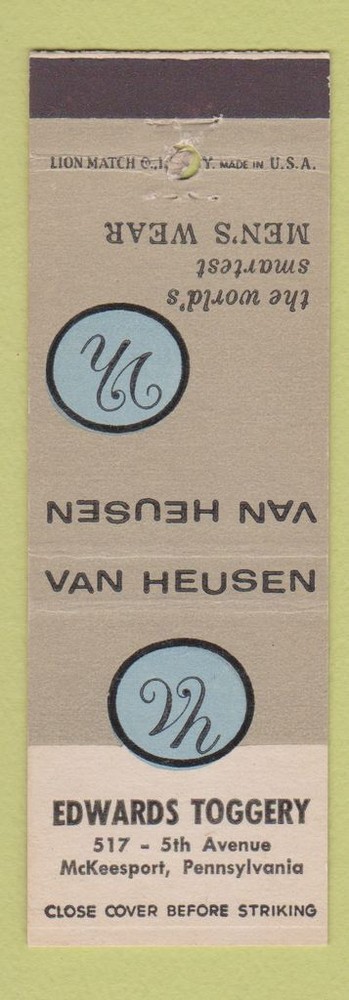 LION MATCH CO., Y. MADE IN U.S.A.
the world's
smartest
MEN'S WEAR
Vh
VAN HEUSEN
VAN HEUSEN
Vh
EDWARDS TOGGERY
517 - 5th Avenue
McKeesport, Pennsylvania
CLOSE COVER BEFORE STRIKING